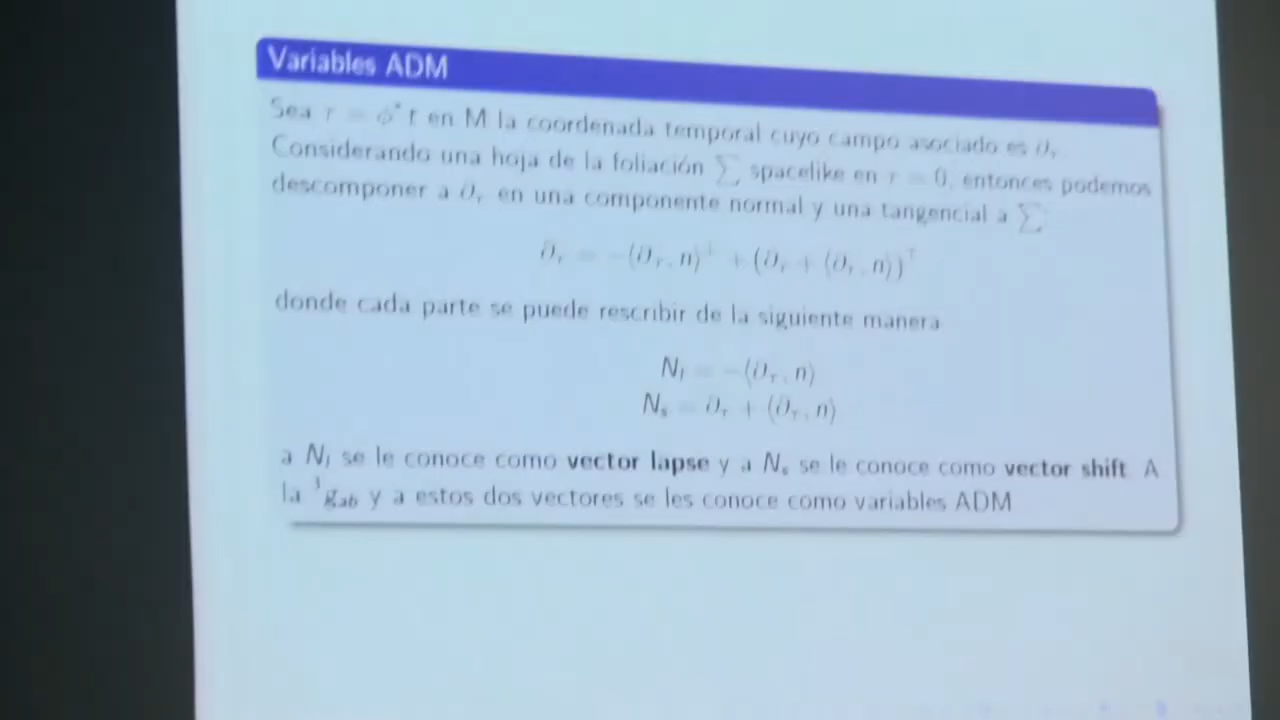 Variables ADM
Sea τ = ϕ* t en M la coordenada temporal cuyo campo asociado es ∂τ.
Considerando una hoja de la foliación ∑ spacelike en τ = 0, entonces podemos
descomponer a ∂τ en una componente normal y una tangencial a ∑
∂τ = −⟨∂τ, n⟩⊥ + (∂τ + ⟨∂τ, n⟩)⊤
donde cada parte se puede rescribir de la siguiente manera
Nl = −⟨∂τ, n⟩
Ns = ∂τ + ⟨∂τ, n⟩
a Nl se le conoce como vector lapse y a Ns se le conoce como vector shift. A
la ³gab y a estos dos vectores se les conoce como variables ADM